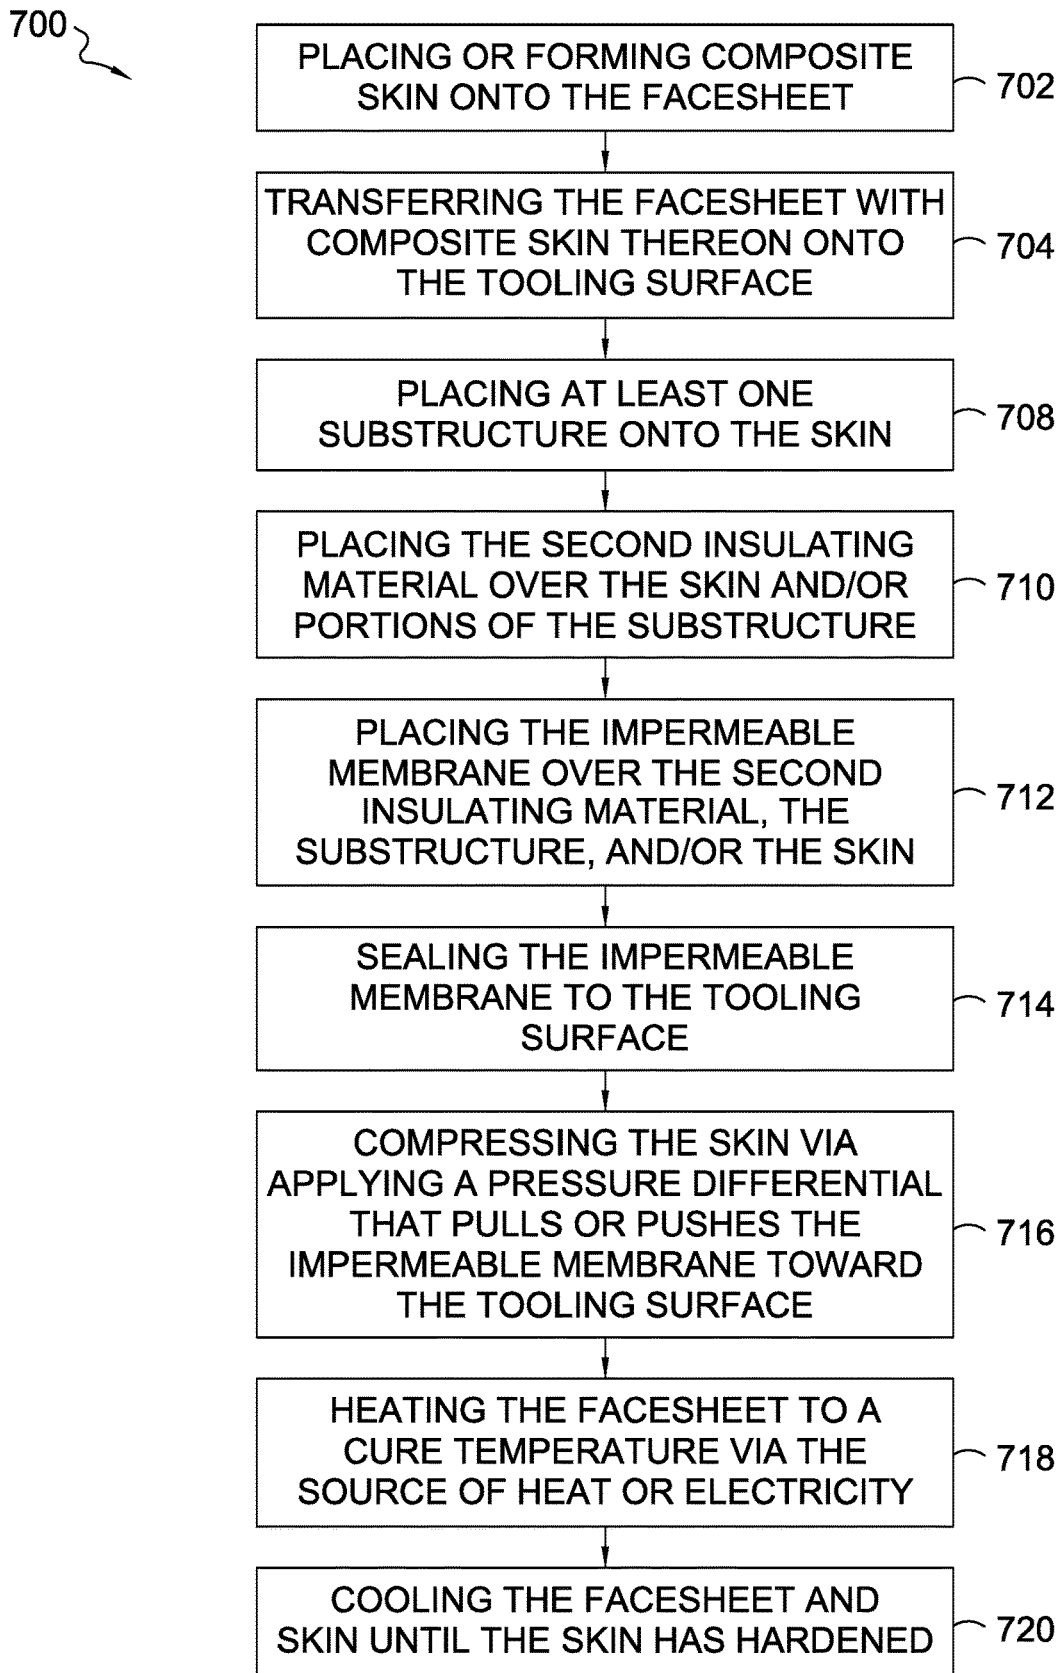 700
PLACING OR FORMING COMPOSITE
SKIN ONTO THE FACESHEET
702
TRANSFERRING THE FACESHEET WITH
COMPOSITE SKIN THEREON ONTO
THE TOOLING SURFACE
704
PLACING AT LEAST ONE
SUBSTRUCTURE ONTO THE SKIN
708
PLACING THE SECOND INSULATING
MATERIAL OVER THE SKIN AND/OR
PORTIONS OF THE SUBSTRUCTURE
710
PLACING THE IMPERMEABLE
MEMBRANE OVER THE SECOND
INSULATING MATERIAL, THE
SUBSTRUCTURE, AND/OR THE SKIN
712
SEALING THE IMPERMEABLE
MEMBRANE TO THE TOOLING
SURFACE
714
COMPRESSING THE SKIN VIA
APPLYING A PRESSURE DIFFERENTIAL
THAT PULLS OR PUSHES THE
IMPERMEABLE MEMBRANE TOWARD
THE TOOLING SURFACE
716
HEATING THE FACESHEET TO A
CURE TEMPERATURE VIA THE
SOURCE OF HEAT OR ELECTRICITY
718
COOLING THE FACESHEET AND
SKIN UNTIL THE SKIN HAS HARDENED
720